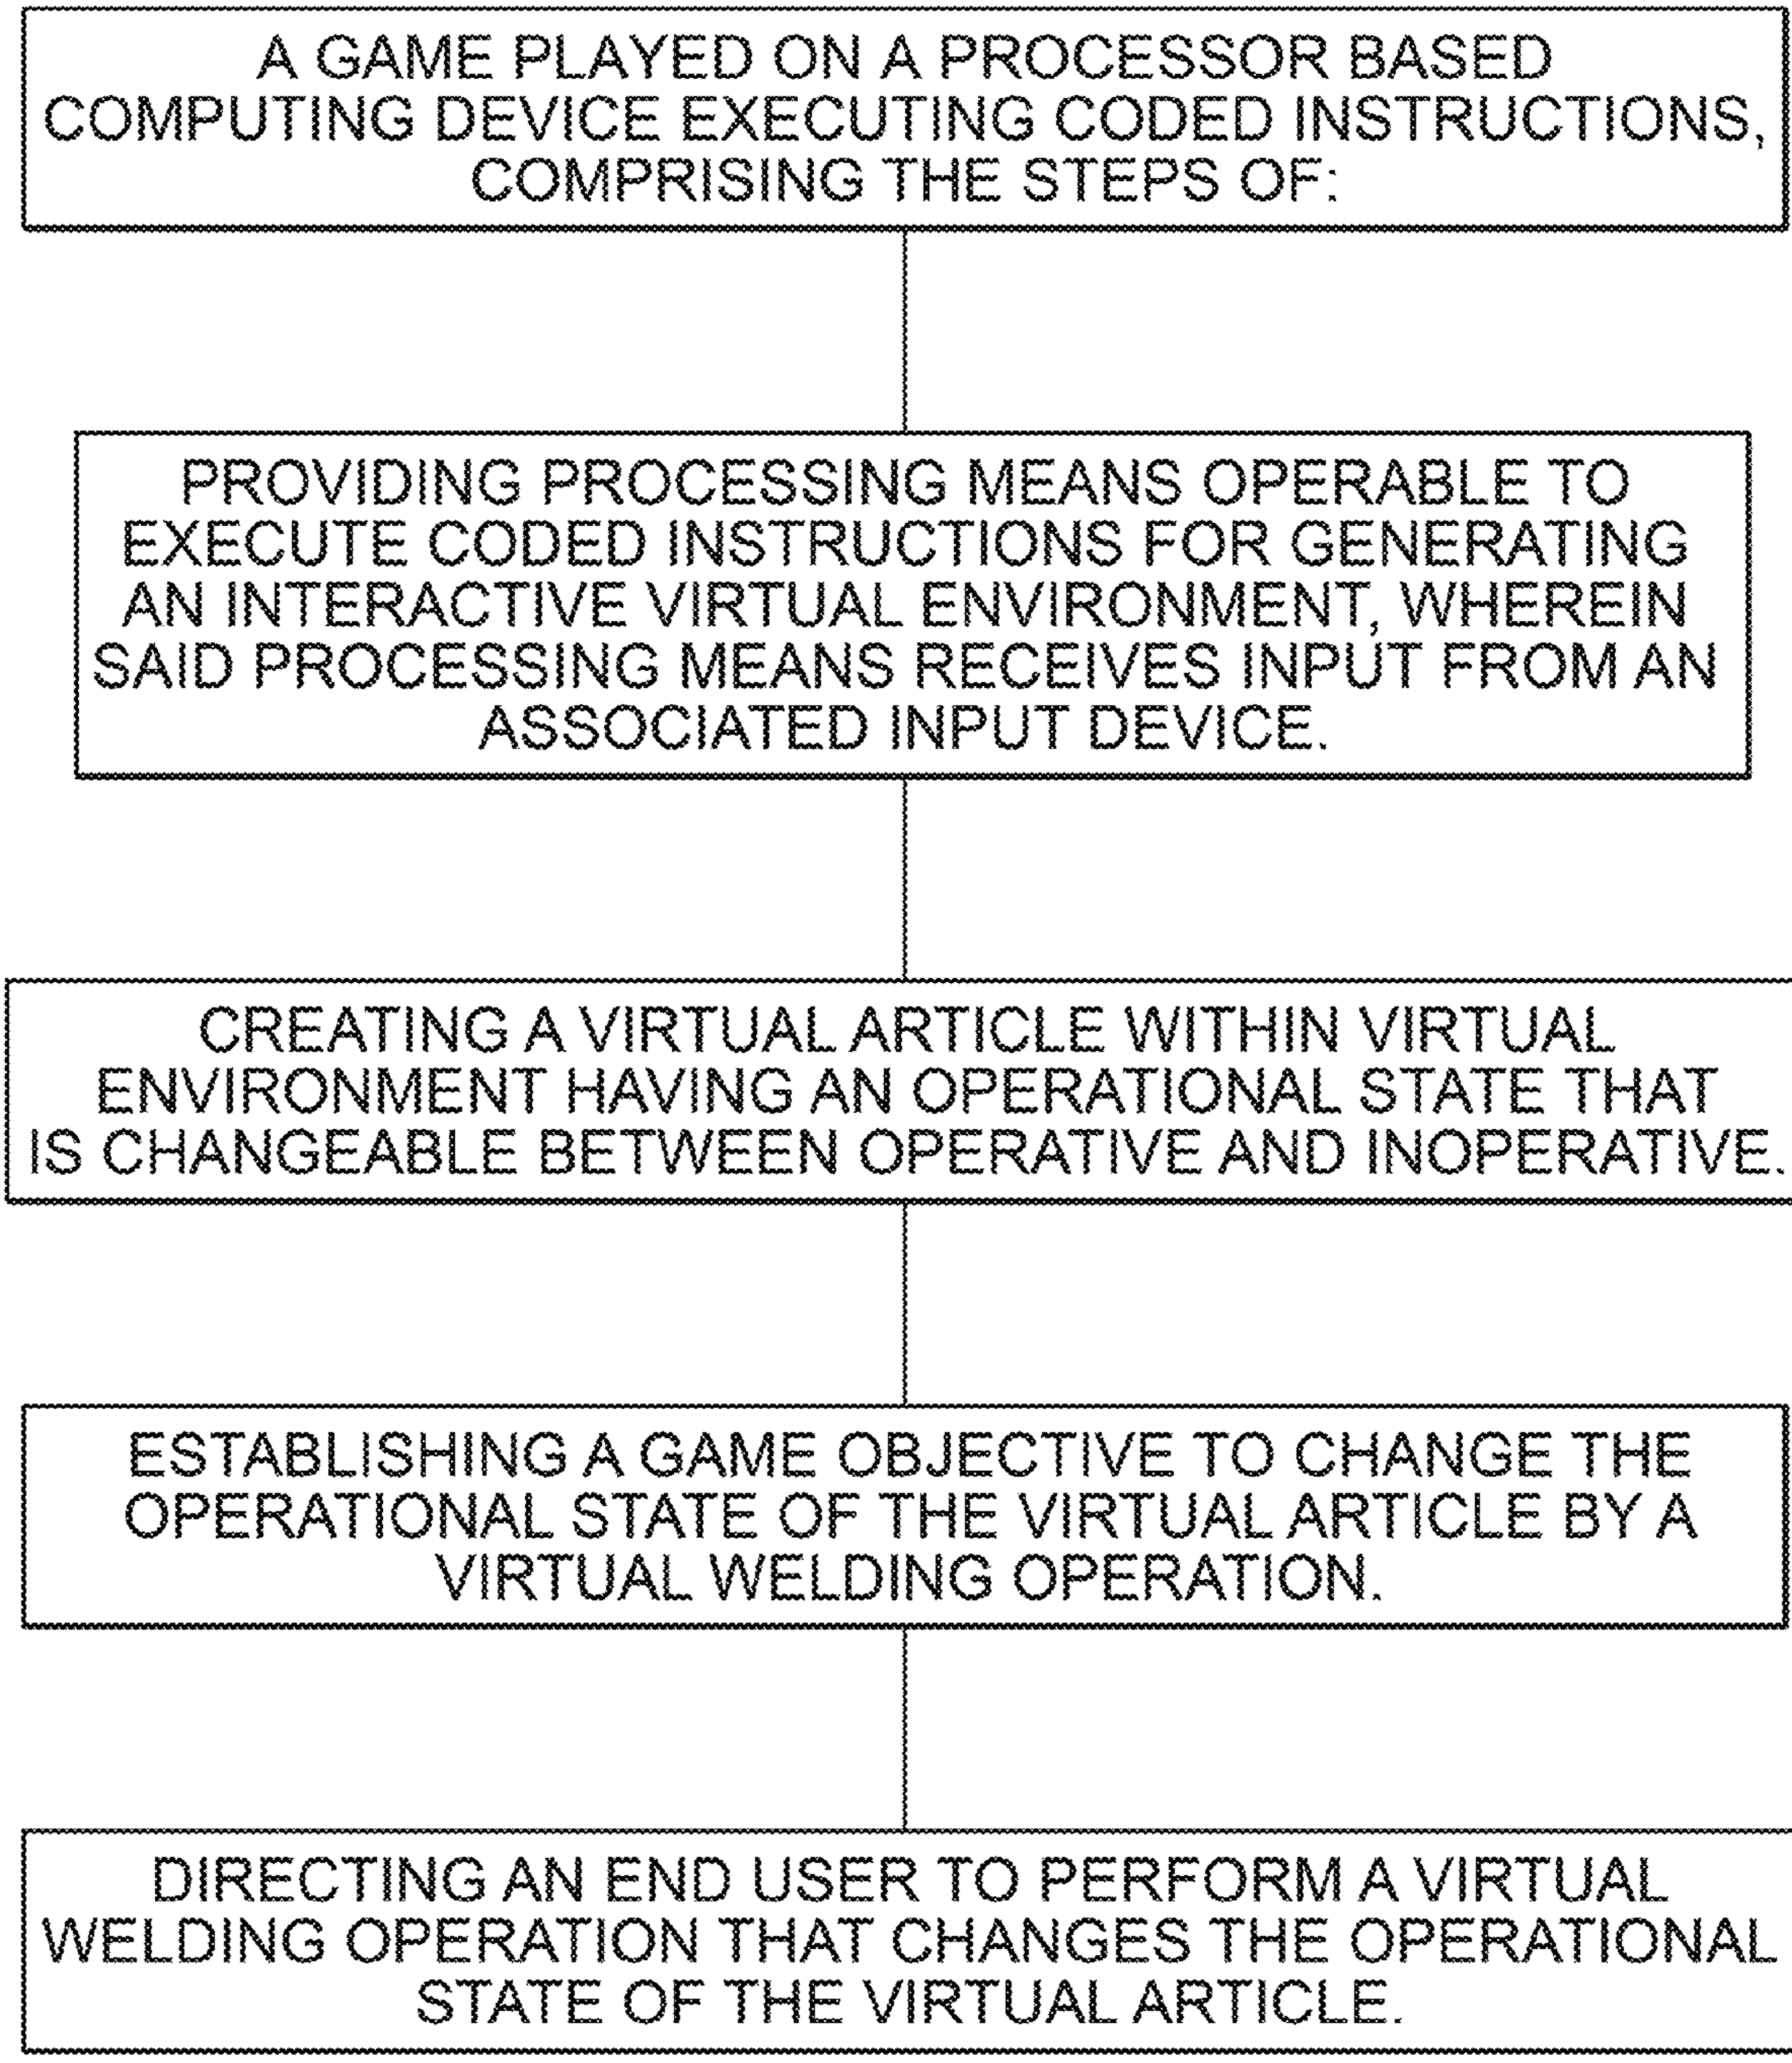 A GAME PLAYED ON A PROCESSOR BASED
COMPUTING DEVICE EXECUTING CODED INSTRUCTIONS,
COMPRISING THE STEPS OF:
PROVIDING PROCESSING MEANS OPERABLE TO
EXECUTE CODED INSTRUCTIONS FOR GENERATING
AN INTERACTIVE VIRTUAL ENVIRONMENT, WHEREIN
SAID PROCESSING MEANS RECEIVES INPUT FROM AN
ASSOCIATED INPUT DEVICE.
CREATING A VIRTUAL ARTICLE WITHIN VIRTUAL
ENVIRONMENT HAVING AN OPERATIONAL STATE THAT
IS CHANGEABLE BETWEEN OPERATIVE AND INOPERATIVE.
ESTABLISHING A GAME OBJECTIVE TO CHANGE THE
OPERATIONAL STATE OF THE VIRTUAL ARTICLE BY A
VIRTUAL WELDING OPERATION.
DIRECTING AN END USER TO PERFORM A VIRTUAL
WELDING OPERATION THAT CHANGES THE OPERATIONAL
STATE OF THE VIRTUAL ARTICLE.